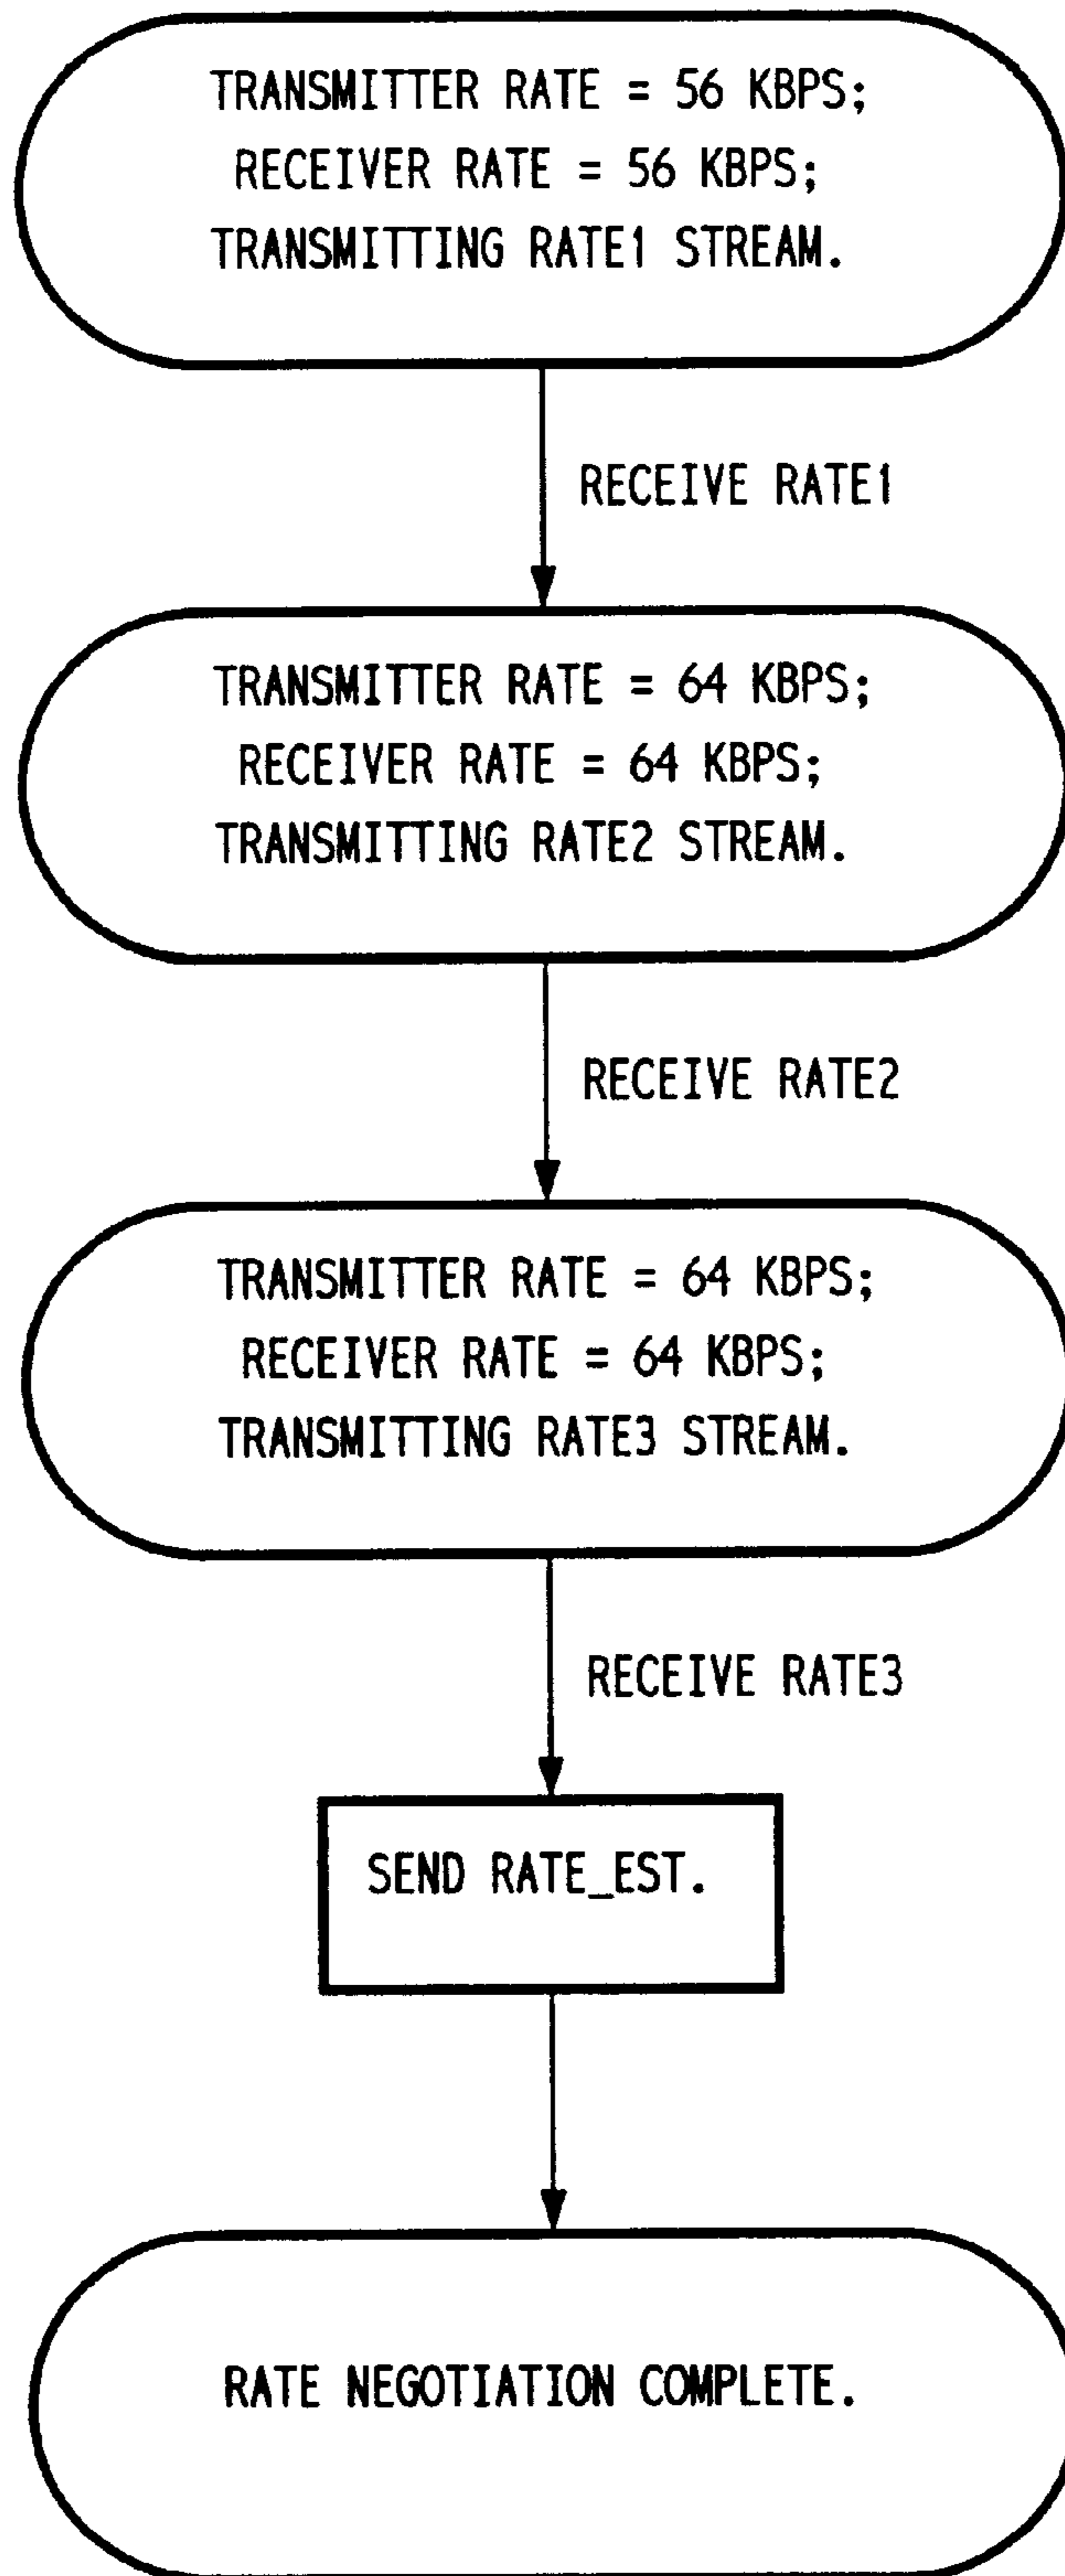 TRANSMITTER RATE = 56 KBPS;
RECEIVER RATE = 56 KBPS;
TRANSMITTING RATE1 STREAM.
RECEIVE RATE1
TRANSMITTER RATE = 64 KBPS;
RECEIVER RATE = 64 KBPS;
TRANSMITTING RATE2 STREAM.
RECEIVE RATE2
TRANSMITTER RATE = 64 KBPS;
RECEIVER RATE = 64 KBPS;
TRANSMITTING RATE3 STREAM.
RECEIVE RATE3
SEND RATE_EST.
RATE NEGOTIATION COMPLETE.